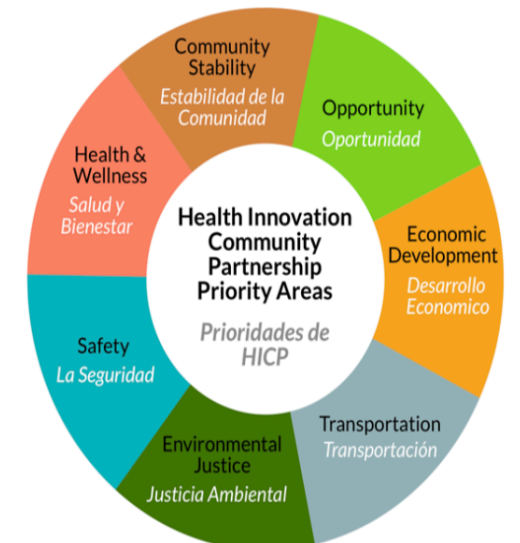 Community
Stability
Estabilidad de la
Comunidad
Opportunity
Oportunidad
Economic
Development
Desarrollo
Economico
Transportation
Transportación
Environmental
Justice
Justicia Ambiental
Safety
La Seguridad
Health &
Wellness
Salud y
Bienestar
Health Innovation
Community
Partnership
Priority Areas
Prioridades de
HICP